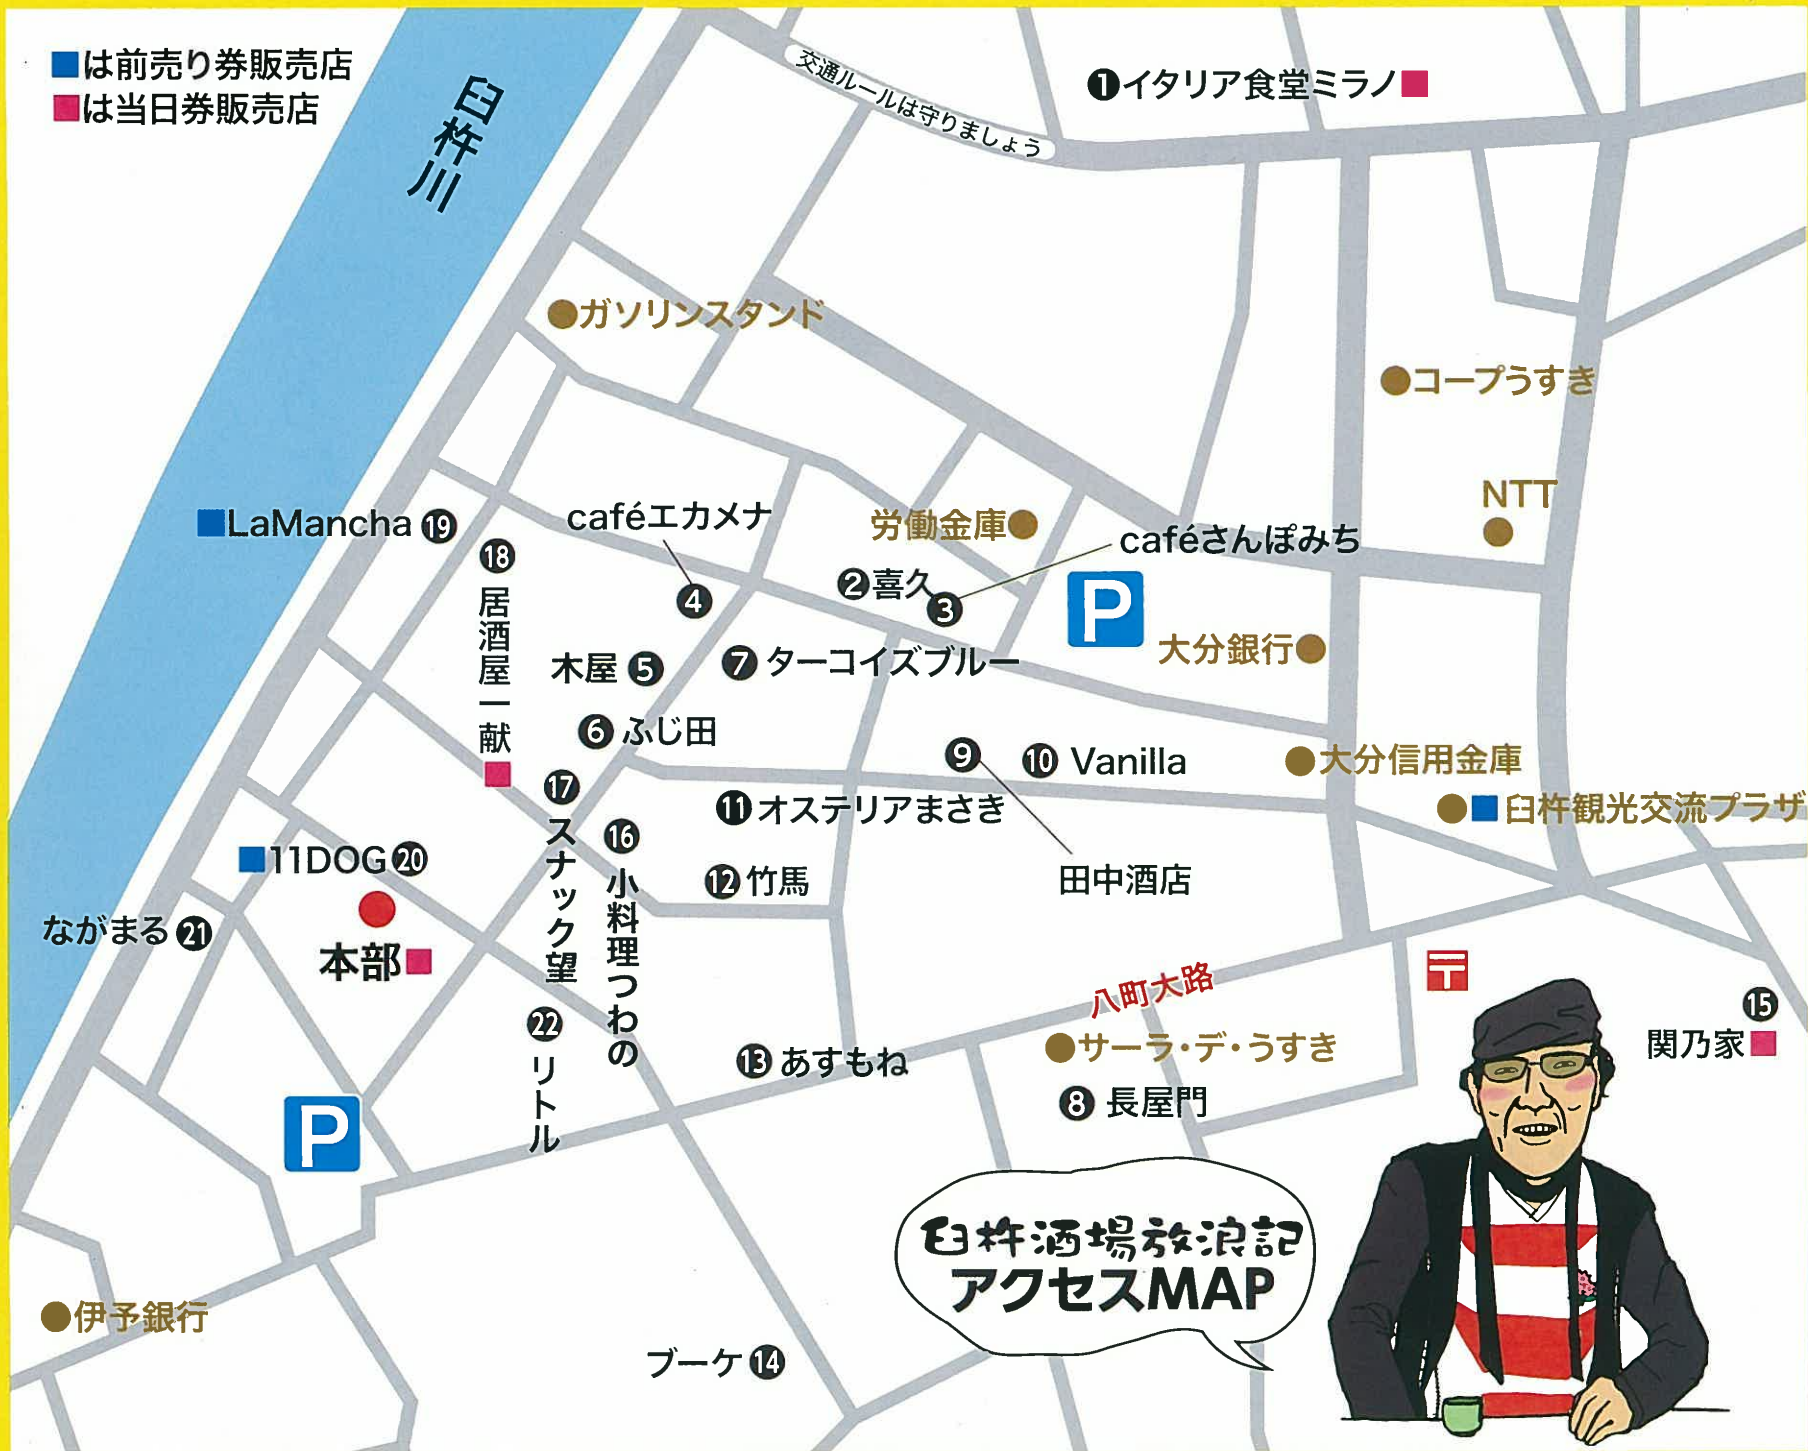 ■は前売り券販売店
■は当日券販売店
臼杵川
交通ルールは守りましょう
❶イタリア食堂ミラノ■
●ガソリンスタンド
●コープうすき
NTT
■LaMancha⑲
caféエカメナ
④
労働金庫●
caféさんぽみち
②喜久
③
P
⑱居酒屋一献■
木屋⑤
⑦ターコイズブルー
大分銀行●
⑥ふじ田
⑨
⑩ Vanilla
●大分信用金庫
⑪オステリアまさき
●■臼杵観光交流プラザ
⑰スナック望
⑯小料理つわの
⑫竹馬
田中酒店
■11DOG⑳
ながまる㉑
本部■
八町大路
〒
⑮
関乃家■
㉒リトル
⑬あすもね
●サーラ・デ・うすき
⑧長屋門
P
臼杵酒場放浪記
アクセスMAP
●伊予銀行
ブーケ⑭